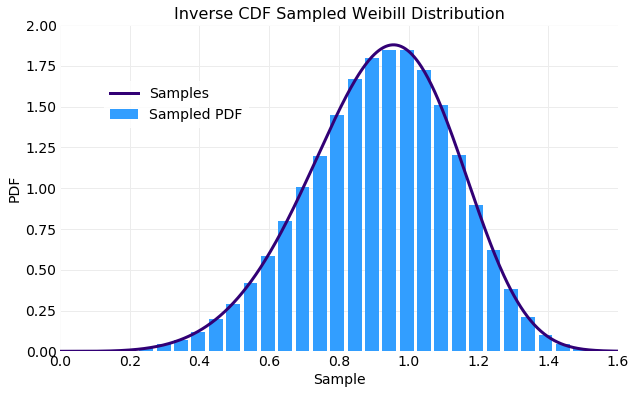 Inverse CDF Sampled Weibill Distribution
2.00
1.75
1.50
1.25
1.00
0.75
0.50
0.25
0.00
PDF
Samples
Sampled PDF
0.0 0.2 0.4 0.6 0.8 1.0 1.2 1.4 1.6
Sample